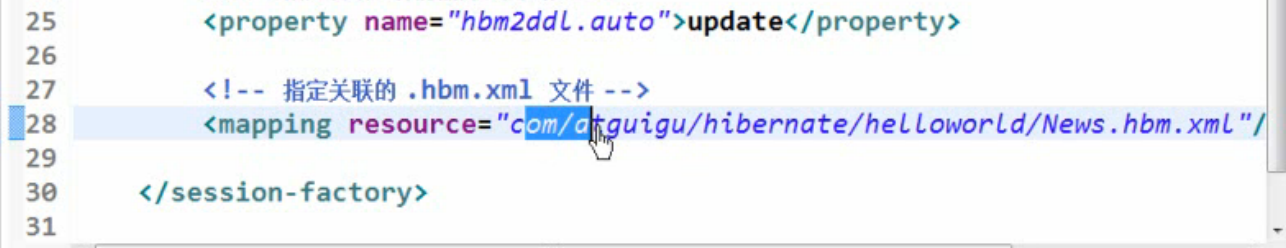 25 <property name="hbm2ddl.auto">update</property>
26
27 <!-- 指定关联的 .hbm.xml 文件 -->
28 <mapping resource="com/atguigu/hibernate/helloworld/News.hbm.xml"/
29
30 </session-factory>
31